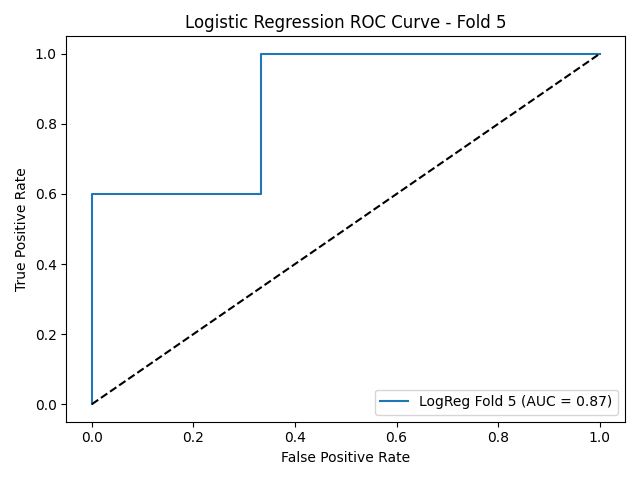 Logistic Regression ROC Curve - Fold 5
1.0
0.8
0.6
0.4
0.2
0.0
True Positive Rate
LogReg Fold 5 (AUC = 0.87)
0.0 0.2 0.4 0.6 0.8 1.0
False Positive Rate